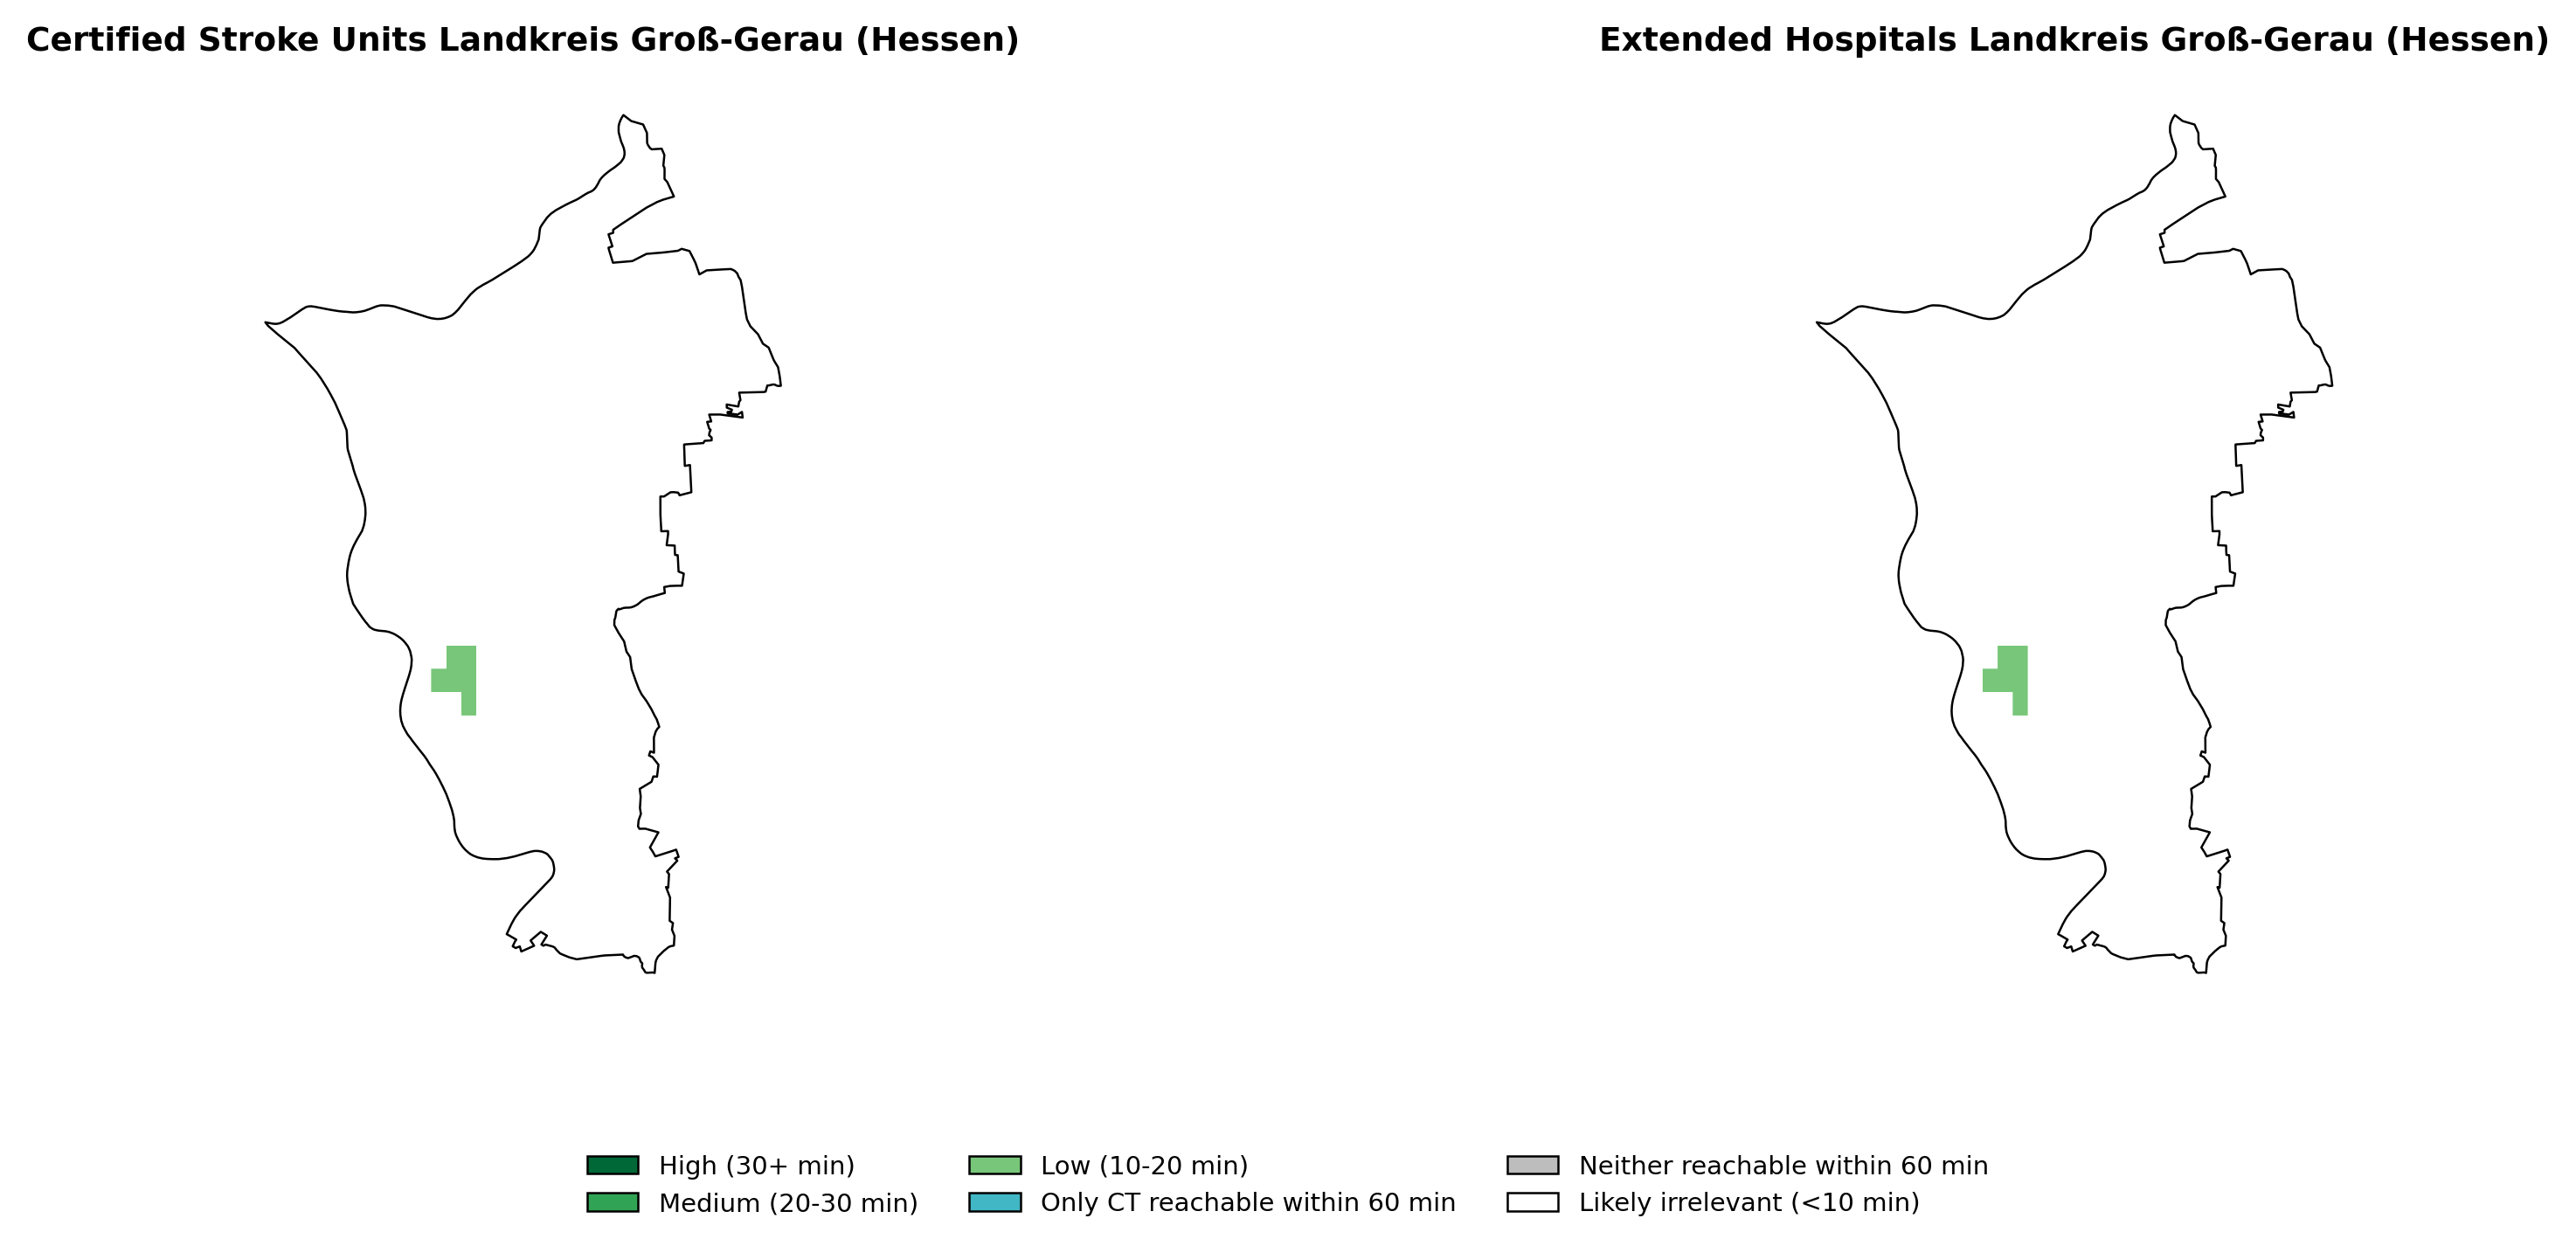 Certified Stroke Units Landkreis Groß-Gerau (Hessen)
Extended Hospitals Landkreis Groß-Gerau (Hessen)
High (30+ min)
Medium (20-30 min)
Low (10-20 min)
Only CT reachable within 60 min
Neither reachable within 60 min
Likely irrelevant (<10 min)